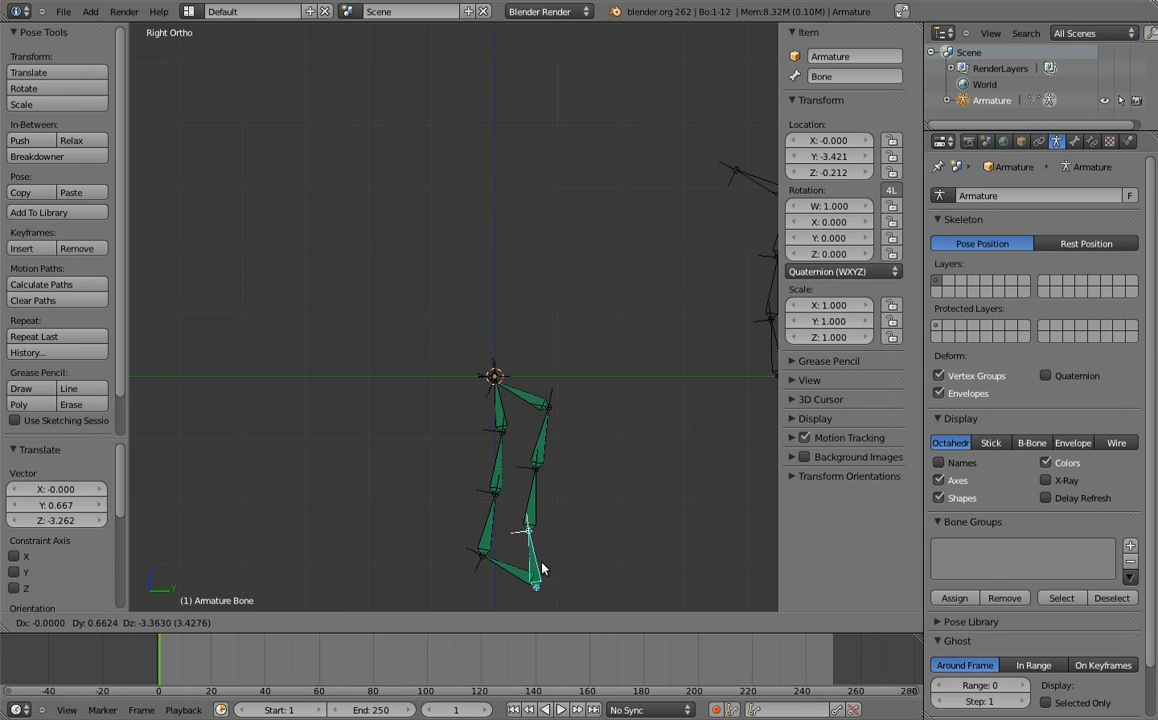 File Add Render Help Default Scene Blender Render blender.org 262 | Bo:1-12 | Mem:8.32M (0.10M) | Armature
Pose Tools
Transform:
Translate
Rotate
Scale
In-Between:
Push Relax
Breakdowner
Pose:
Copy Paste
Add To Library
Keyframes:
Insert Remove
Motion Paths:
Calculate Paths
Clear Paths
Repeat:
Repeat Last
History...
Grease Pencil:
Draw Line
Poly Erase
Use Sketching Sessio
Translate
Vector
X: -0.000
Y: 0.667
Z: -3.262
Constraint Axis
X
Y
Z
Orientation
Right Ortho
(1) Armature Bone
Dx: -0.0000 Dy: 0.6624 Dz: -3.3630 (3.4276)
Item
Armature
Bone
Transform
Location:
X: -0.000
Y: -3.421
Z: -0.212
Rotation: 4L
W: 1.000
X: 0.000
Y: 0.000
Z: 0.000
Quaternion (WXYZ)
Scale:
X: 1.000
Y: 1.000
Z: 1.000
Grease Pencil
View
3D Cursor
Display
Motion Tracking
Background Images
Transform Orientations
View Search All Scenes
Scene
RenderLayers
World
Armature
Armature Armature
Armature F
Skeleton
Pose Position Rest Position
Layers:
Protected Layers:
Deform:
Vertex Groups Quaternion
Envelopes
Display
Octahedr Stick B-Bone Envelope Wire
Names Colors
Axes X-Ray
Shapes Delay Refresh
Bone Groups
Assign Remove Select Deselect
Pose Library
Ghost
Around Frame In Range On Keyframes
Range: 0 Display:
Step: 1 Selected Only
-40 -20 0 20 40 60 80 100 120 140 160 180 200 220 240 260 280
View Marker Frame Playback Start: 1 End: 250 1 No Sync